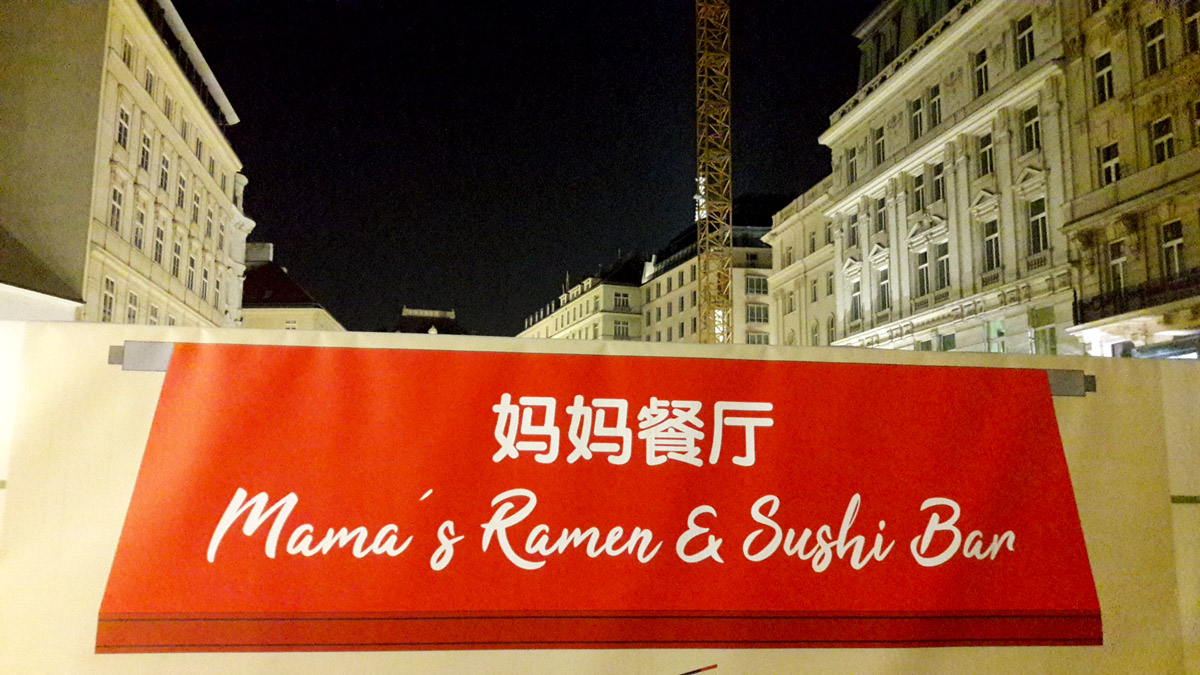 妈妈餐厅
Mama´s Ramen & Sushi Bar